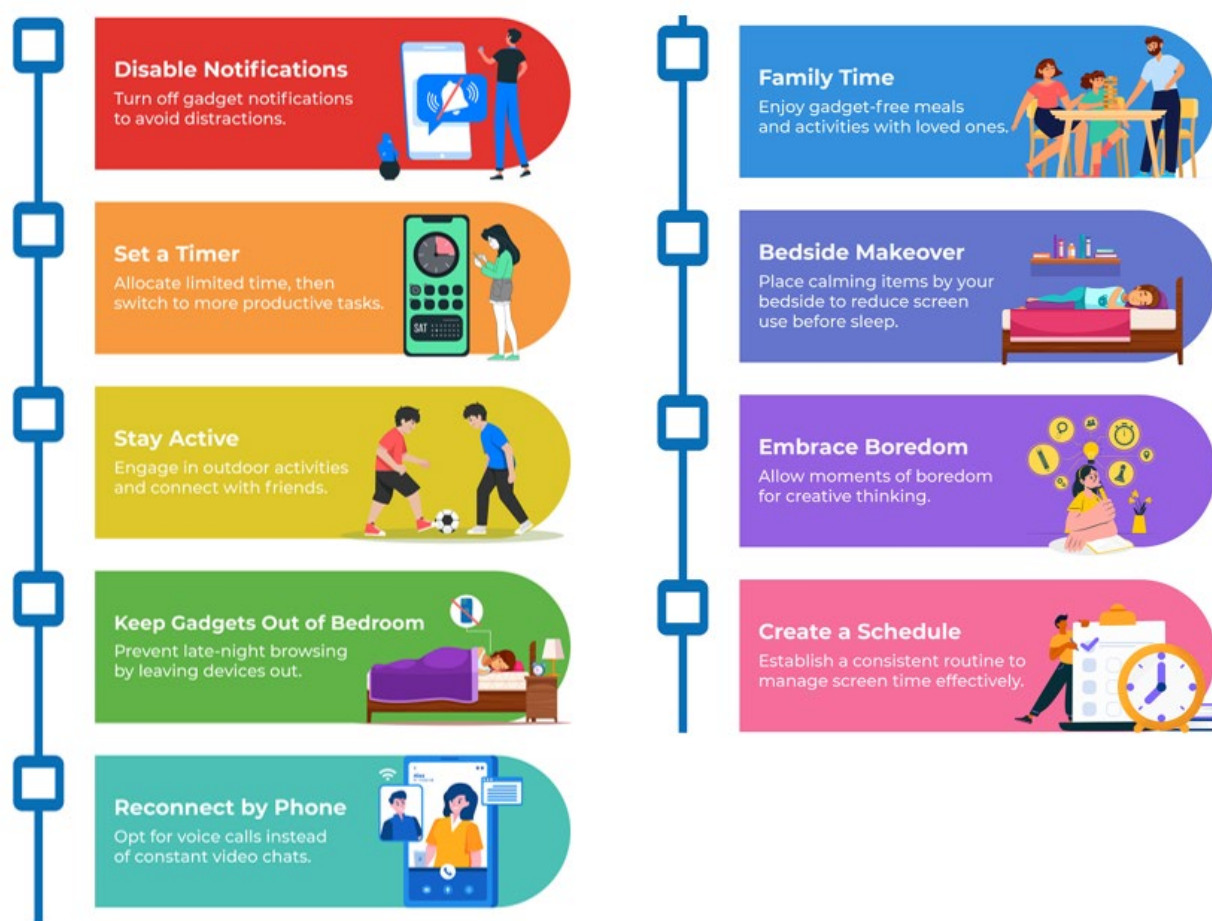 Disable Notifications
Turn off gadget notifications
to avoid distractions.
Set a Timer
Allocate limited time, then
switch to more productive tasks.
SAT
Stay Active
Engage in outdoor activities
and connect with friends.
Keep Gadgets Out of Bedroom
Prevent late-night browsing
by leaving devices out.
Reconnect by Phone
Opt for voice calls instead
of constant video chats.
Family Time
Enjoy gadget-free meals
and activities with loved ones.
Bedside Makeover
Place calming items by your
bedside to reduce screen
use before sleep.
Embrace Boredom
Allow moments of boredom
for creative thinking.
Create a Schedule
Establish a consistent routine to
manage screen time effectively.